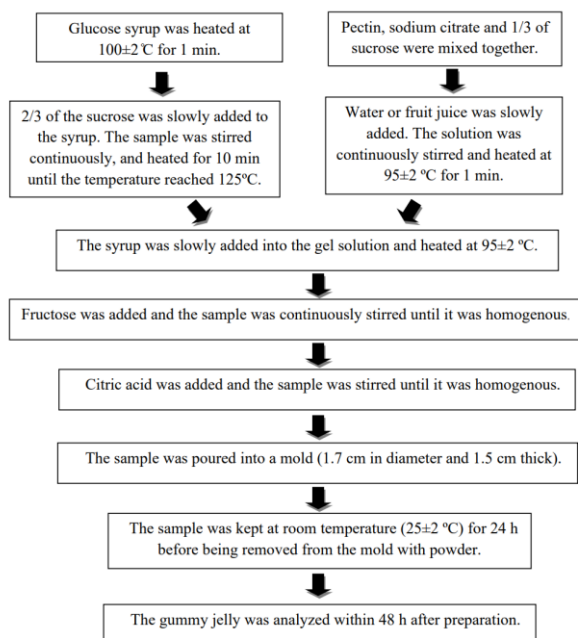 Glucose syrup was heated at
100±2 ℃ for 1 min.
Pectin, sodium citrate and 1/3 of
sucrose were mixed together.
2/3 of the sucrose was slowly added to
the syrup. The sample was stirred
continuously, and heated for 10 min
until the temperature reached 125ºC.
Water or fruit juice was slowly
added. The solution was
continuously stirred and heated at
95±2 ºC for 1 min.
The syrup was slowly added into the gel solution and heated at 95±2 ºC.
Fructose was added and the sample was continuously stirred until it was homogenous.
Citric acid was added and the sample was stirred until it was homogenous.
The sample was poured into a mold (1.7 cm in diameter and 1.5 cm thick).
The sample was kept at room temperature (25±2 ºC) for 24 h
before being removed from the mold with powder.
The gummy jelly was analyzed within 48 h after preparation.